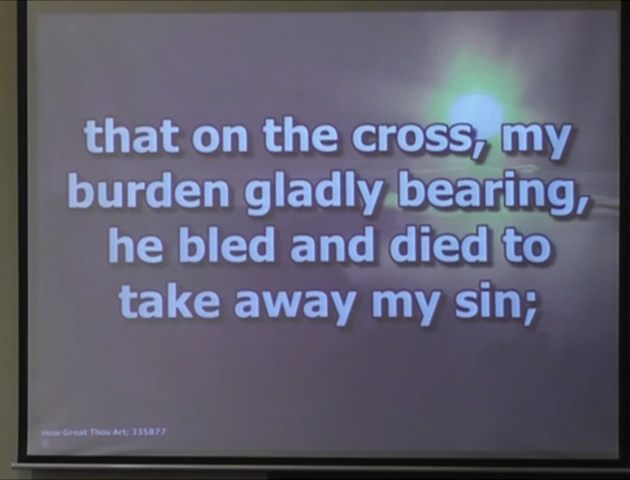 that on the cross, my
burden gladly bearing,
he bled and died to
take away my sin;
How Great Thou Art; 335877
©